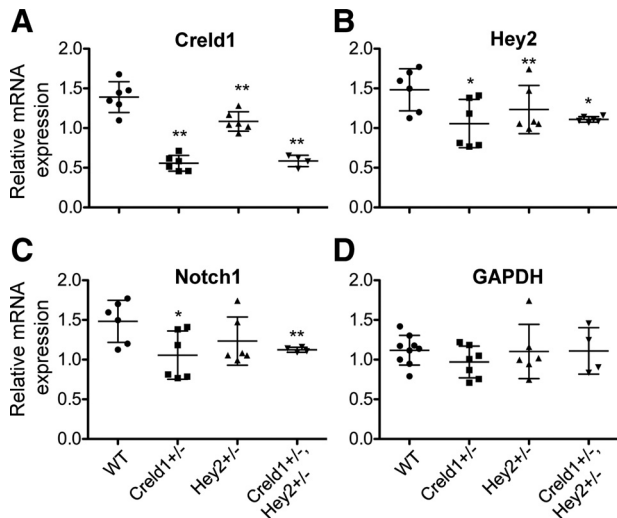 A
Creld1
Relative mRNA
expression
2.0
1.5
1.0
0.5
0.0
**
**
**
B
Hey2
2.0
1.5
1.0
0.5
0.0
*
**
*
C
Notch1
Relative mRNA
expression
2.0
1.5
1.0
0.5
0.0
*
**
WT
Creld1+/-
Hey2+/-
Creld1+/-,
Hey2+/-
D
GAPDH
2.0
1.5
1.0
0.5
0.0
WT
Creld1+/-
Hey2+/-
Creld1+/-,
Hey2+/-